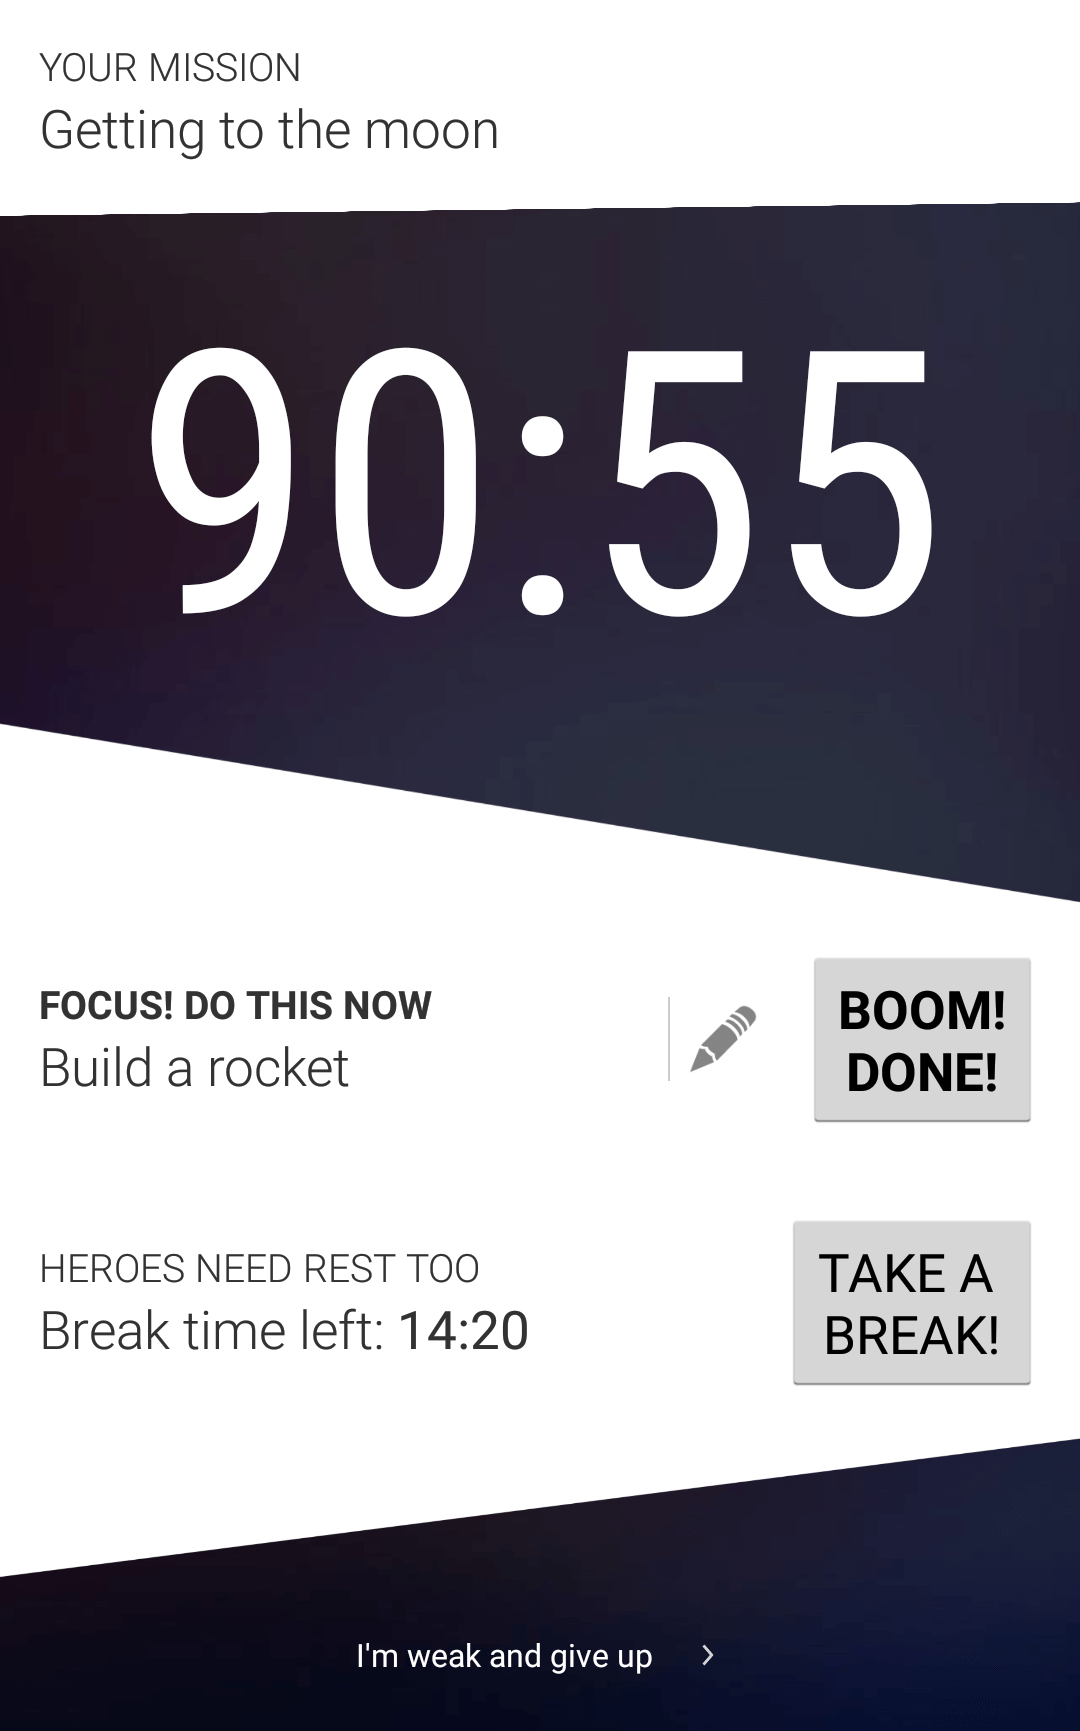 YOUR MISSION
Getting to the moon
90:55
FOCUS! DO THIS NOW
Build a rocket
BOOM!
DONE!
HEROES NEED REST TOO
Break time left: 14:20
TAKE A
BREAK!
I'm weak and give up